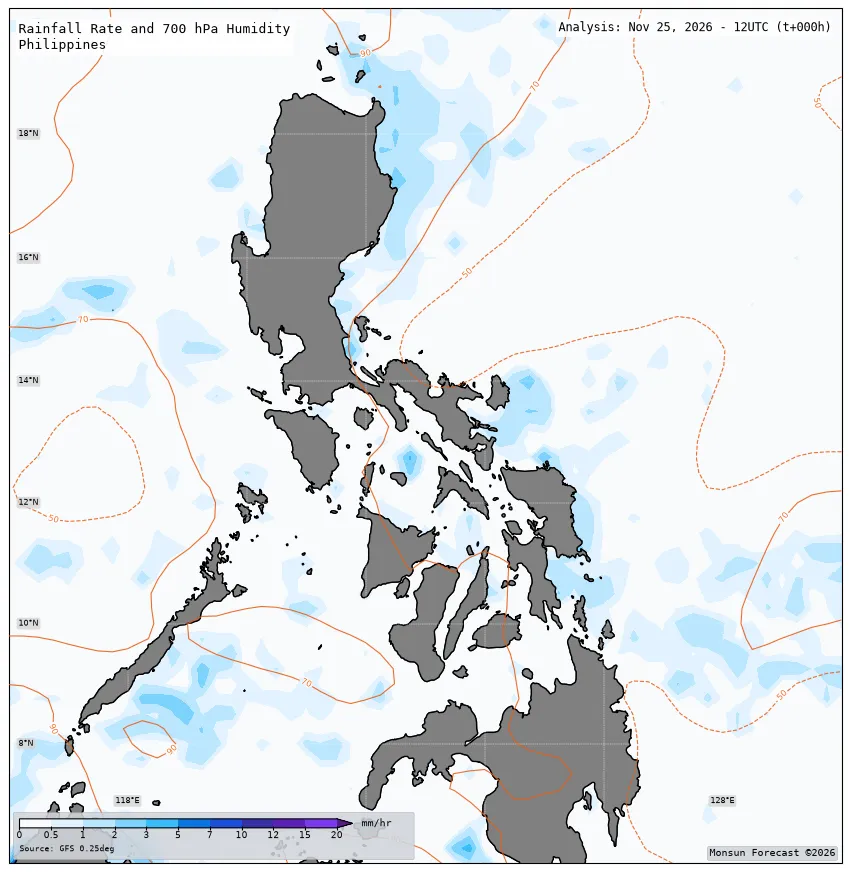 Rainfall Rate and 700 hPa Humidity
Philippines
Analysis: Nov 25, 2026 - 12UTC (t+000h)
90
70
50
18°N
16°N
50
70
14°N
12°N
50
70
10°N
70
50
90
90
8°N
118°E
128°E
mm/hr
0 0.5 1 2 3 5 7 10 12 15 20
Source: GFS 0.25deg
Monsun Forecast ©2026